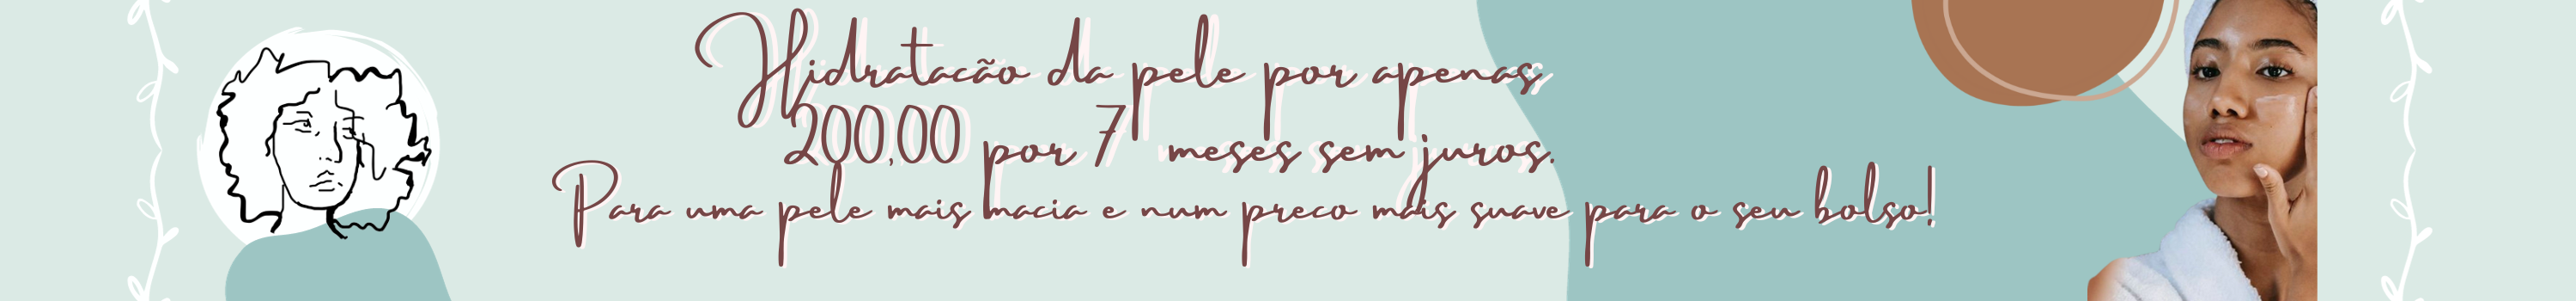 Hidratacão da pele por apenas
200,00 por 7 meses sem juros.
Para uma pele mais macia e num preco mais suave para o seu bolso!